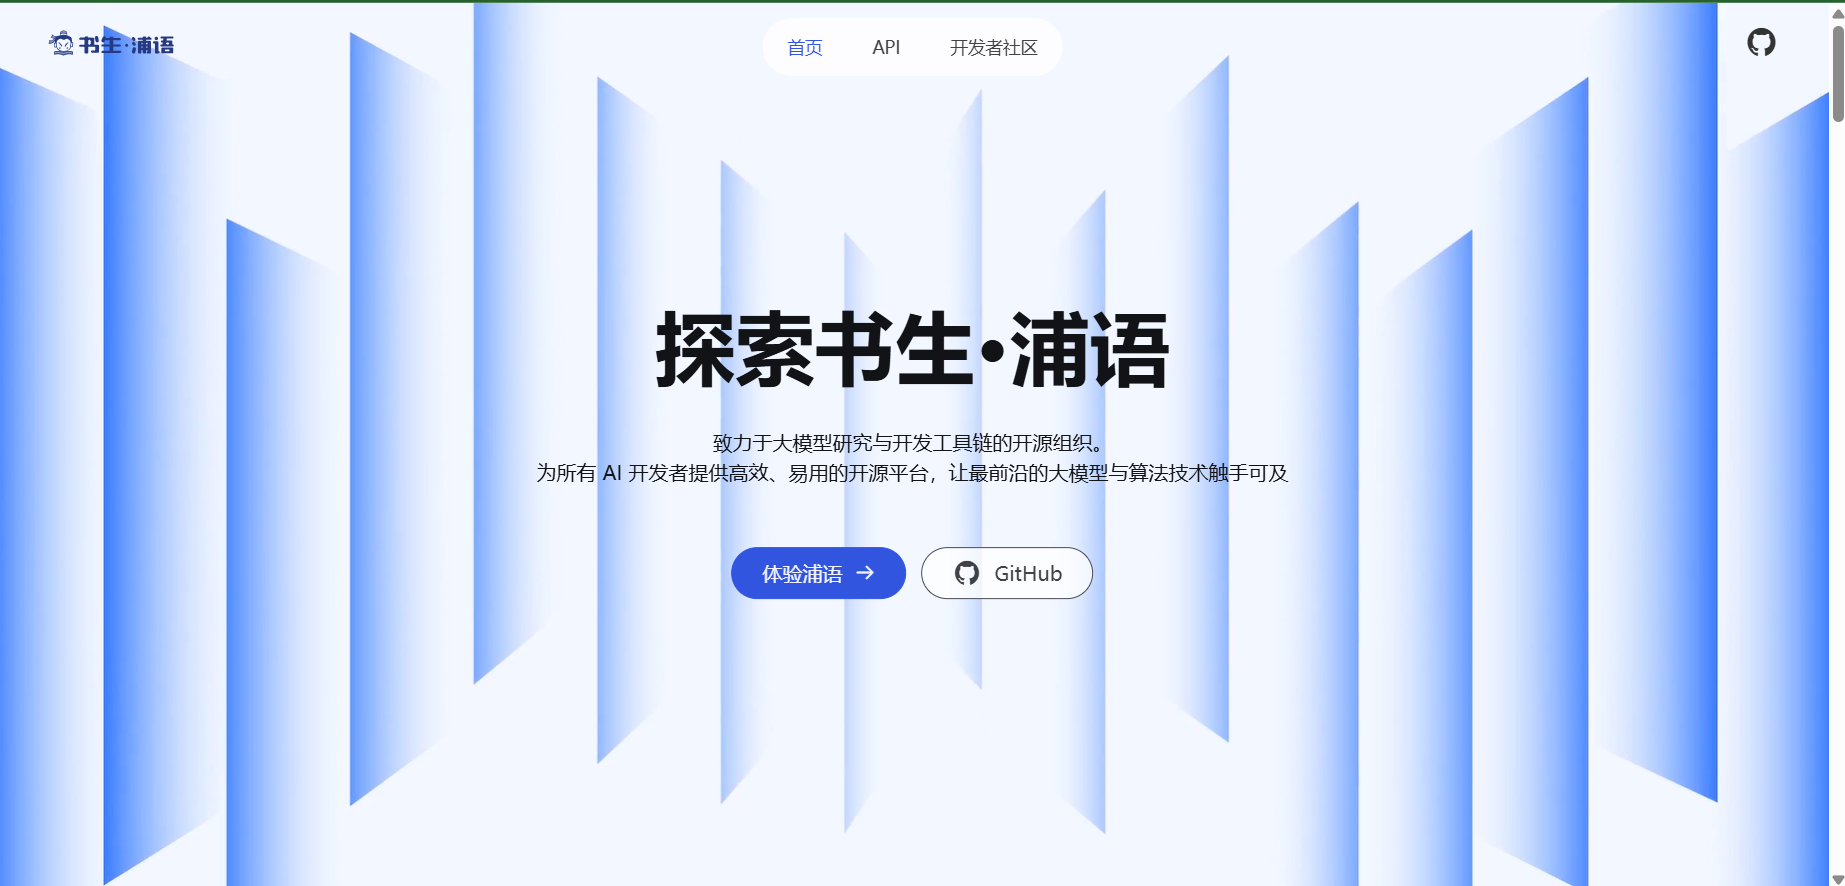 书生·浦语
首页
API
开发者社区
探索书生·浦语
致力于大模型研究与开发工具链的开源组织。
为所有 AI 开发者提供高效、易用的开源平台，让最前沿的大模型与算法技术触手可及
体验浦语 →
GitHub